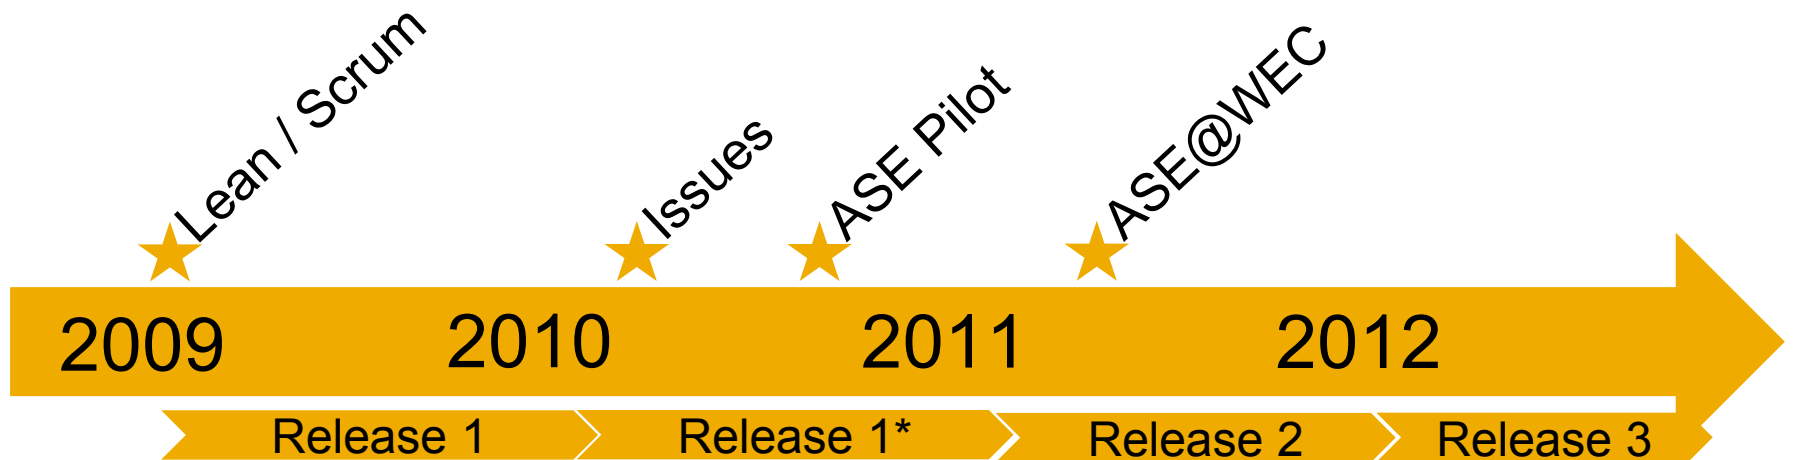 Lean / Scrum
Issues
ASE Pilot
ASE@WEC
2009
2010
2011
2012
Release 1
Release 1*
Release 2
Release 3